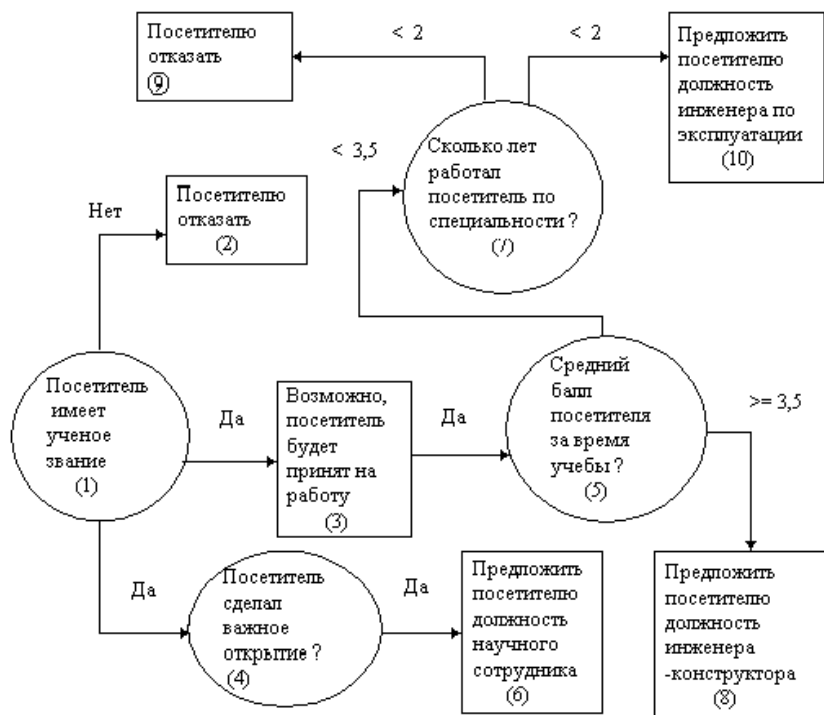 Посетителю
отказать
(9)
< 2
< 2
Предложить
посетителю
должность
инженера по
эксплуатации
(10)
< 3,5
Сколько лет
работал
посетитель по
специальности ?
(7)
Нет
Посетителю
отказать
(2)
Посетитель
имеет
ученое
звание
(1)
Да
Возможно,
посетитель
будет
принят на
работу
(3)
Да
Средний
балл
посетителя
за время
учебы ?
(5)
>= 3,5
Да
Посетитель
сделал
важное
открытие ?
(4)
Да
Предложить
посетителю
должность
научного
сотрудника
(6)
Предложить
посетителю
должность
инженера
-конструктора
(8)